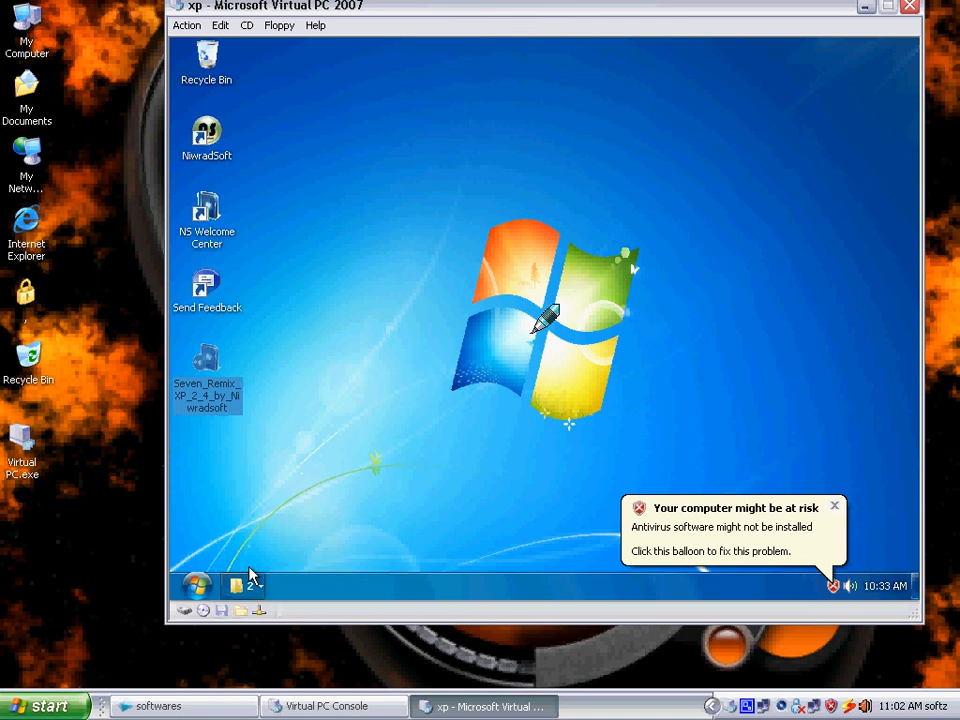 xp - Microsoft Virtual PC 2007
Action Edit CD Floppy Help
My
Computer
My
Documents
My
Netw...
Internet
Explorer
Recycle Bin
Virtual
PC.exe
Recycle Bin
NiwradSoft
NS Welcome
Center
Send Feedback
Seven_Remix_
XP_2_4_by_Ni
wradsoft
Your computer might be at risk
Antivirus software might not be installed
Click this balloon to fix this problem.
2
10:33 AM
start
softwares
Virtual PC Console
xp - Microsoft Virtual ...
11:02 AM softz